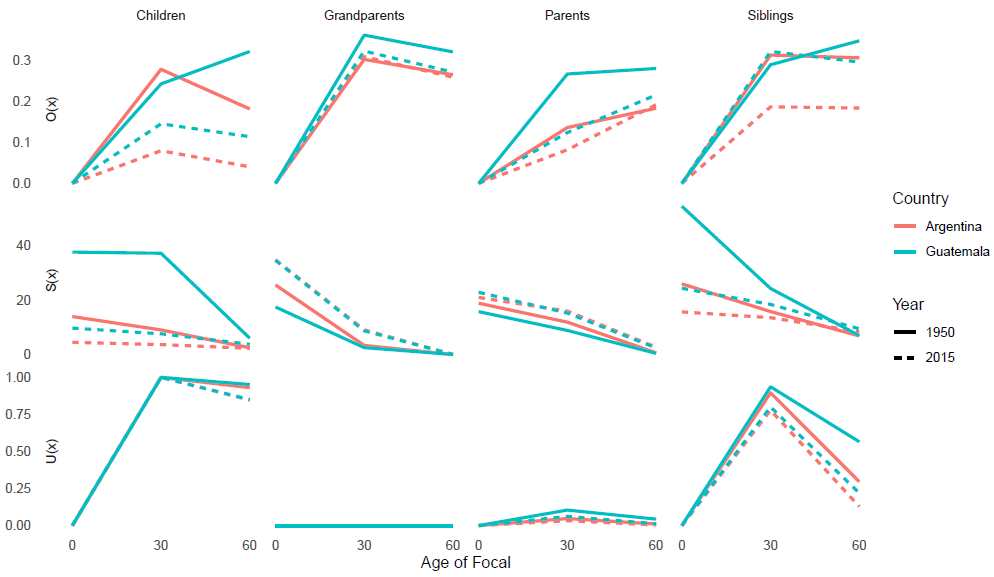 Children Grandparents Parents Siblings
O(x)
0.3
0.2
0.1
0.0
S(x)
40
20
0
U(x)
1.00
0.75
0.50
0.25
0.00
0 30 60 0 30 60 0 30 60 0 30 60
Age of Focal
Country
Argentina
Guatemala
Year
1950
2015